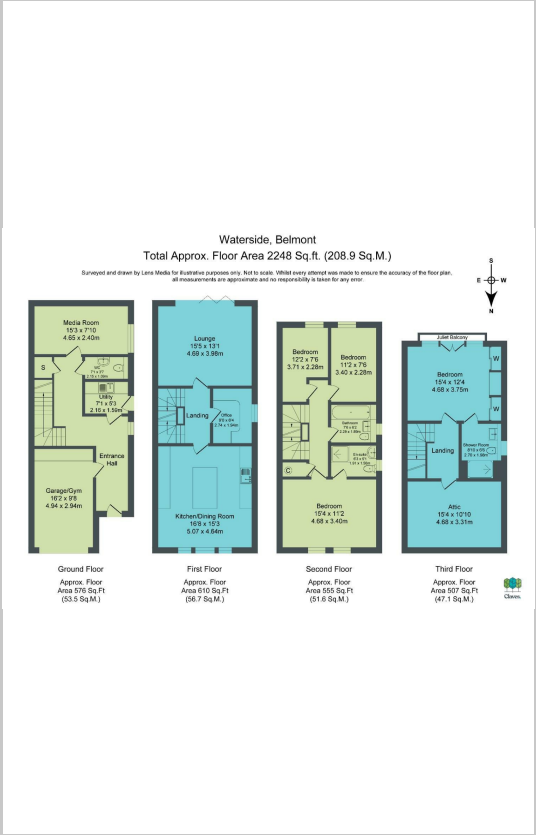 Waterside, Belmont
Total Approx. Floor Area 2248 Sq.ft. (208.9 Sq.M.)
Surveyed and drawn by Lens Media for illustrative purposes only. Not to scale. Whilst every attempt was made to ensure the accuracy of the floor plan,
all measurements are approximate and no responsibility is taken for any error.
S
E
W
N
Media Room
15'3 x 7'10
4.65 x 2.40m
S
WC
Utility
7'1 x 5'3
2.16 x 1.59m
Entrance
Hall
Garage/Gym
16'2 x 9'8
4.94 x 2.94m
Lounge
15'5 x 13'1
4.69 x 3.98m
Landing
Office
2.74 x 1.94m
Kitchen/Dining Room
16'8 x 15'3
5.07 x 4.64m
Bedroom
12'2 x 7'6
3.71 x 2.28m
Bedroom
11'2 x 7'6
3.40 x 2.28m
Bathroom
Ensuite
C
Bedroom
15'4 x 11'2
4.68 x 3.40m
Juliet Balcony
Bedroom
15'4 x 12'4
4.68 x 3.75m
W
W
Landing
Shower Room
Attic
15'4 x 10'10
4.68 x 3.31m
Ground Floor
Approx. Floor
Area 576 Sq.Ft
(53.5 Sq.M.)
First Floor
Approx. Floor
Area 610 Sq.Ft
(56.7 Sq.M.)
Second Floor
Approx. Floor
Area 555 Sq.Ft
(51.6 Sq.M.)
Third Floor
Approx. Floor
Area 507 Sq.Ft
(47.1 Sq.M.)